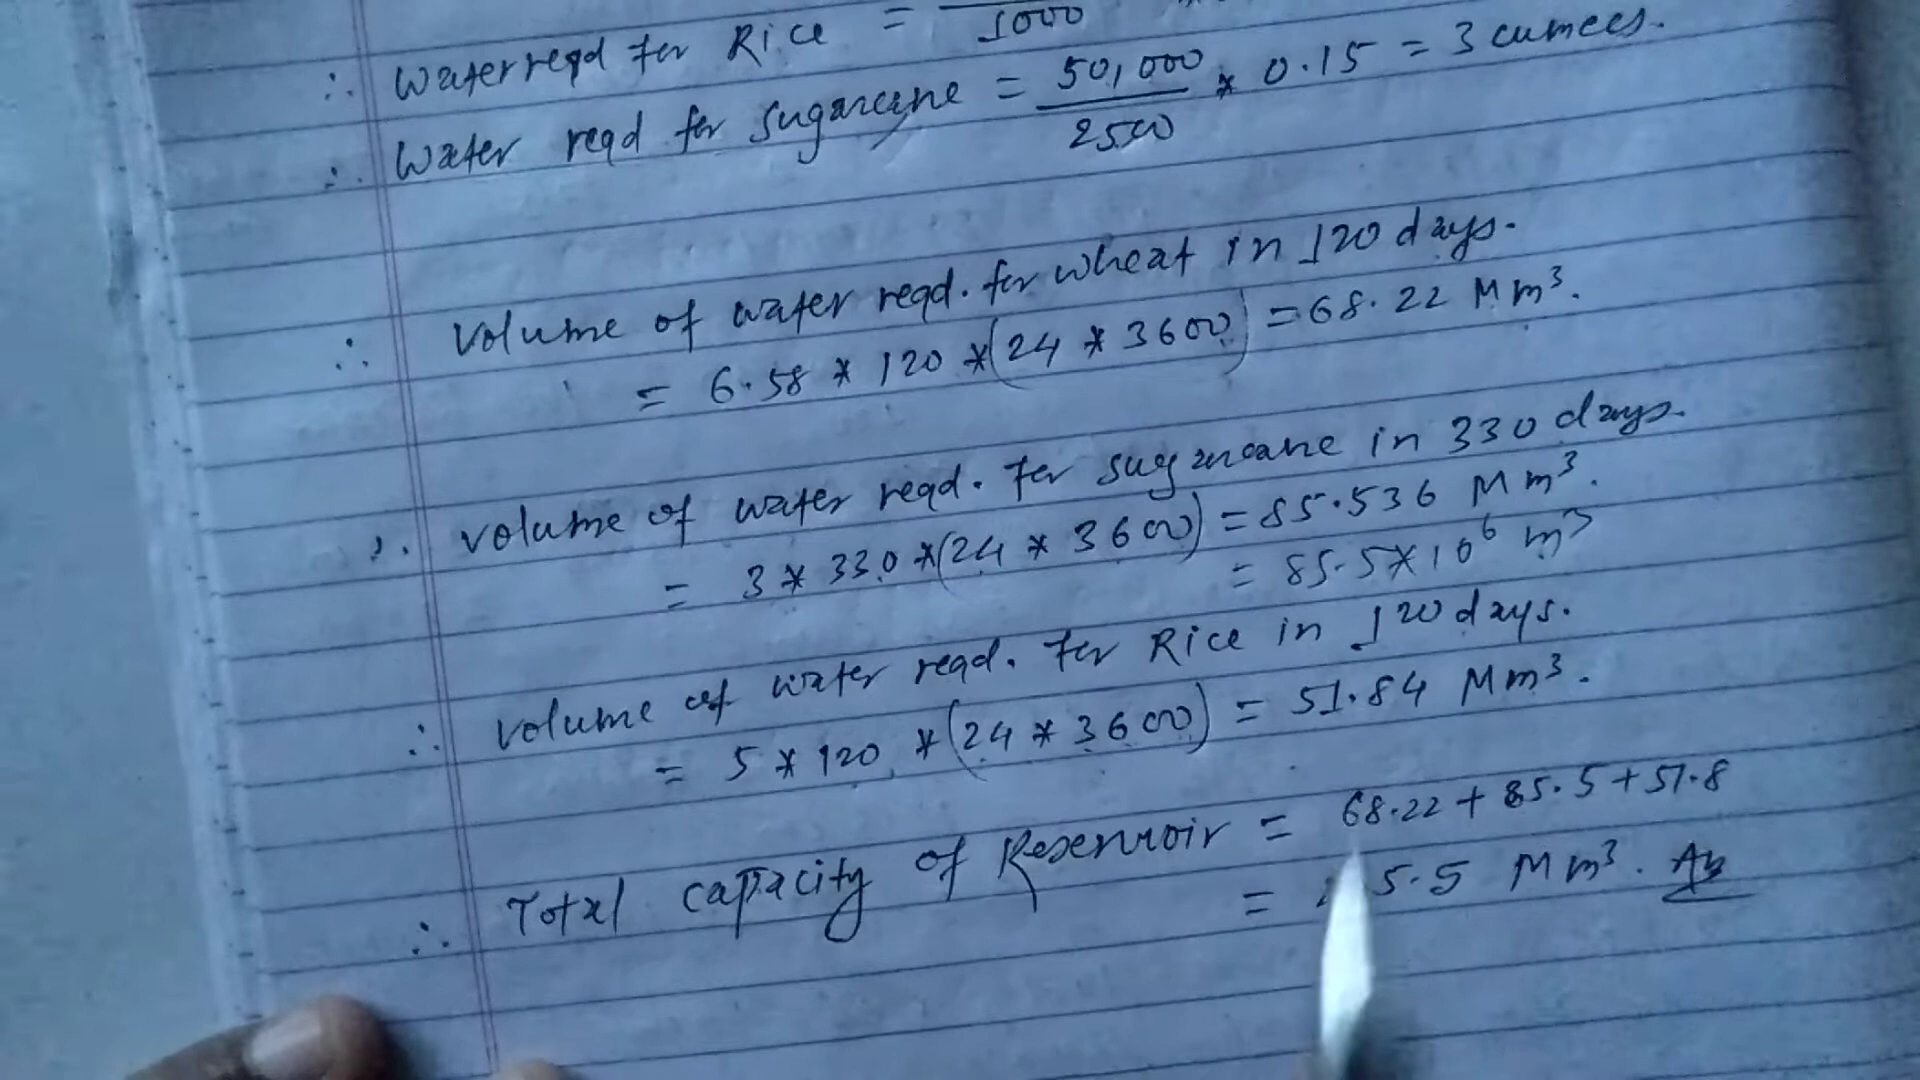 ∴ Water reqd for Rice = 1000
∴ Water reqd for sugarcane = 50,000 / 2500 * 0.15 = 3 cumecs.
∴ Volume of water reqd. for wheat in 120 days.
= 6.58 * 120 * (24 * 3600) = 68.22 Mm³.
∴ Volume of water reqd. for sugarcane in 330 days.
= 3 * 330 * (24 * 3600) = 85.536 Mm³.
= 85.5 * 10⁶ m³
∴ Volume of water reqd. for Rice in 120 days.
= 5 * 120 * (24 * 3600) = 51.84 Mm³.
∴ Total capacity of Reservoir = 68.22 + 85.5 + 51.8
= 5.5 Mm³. Ans